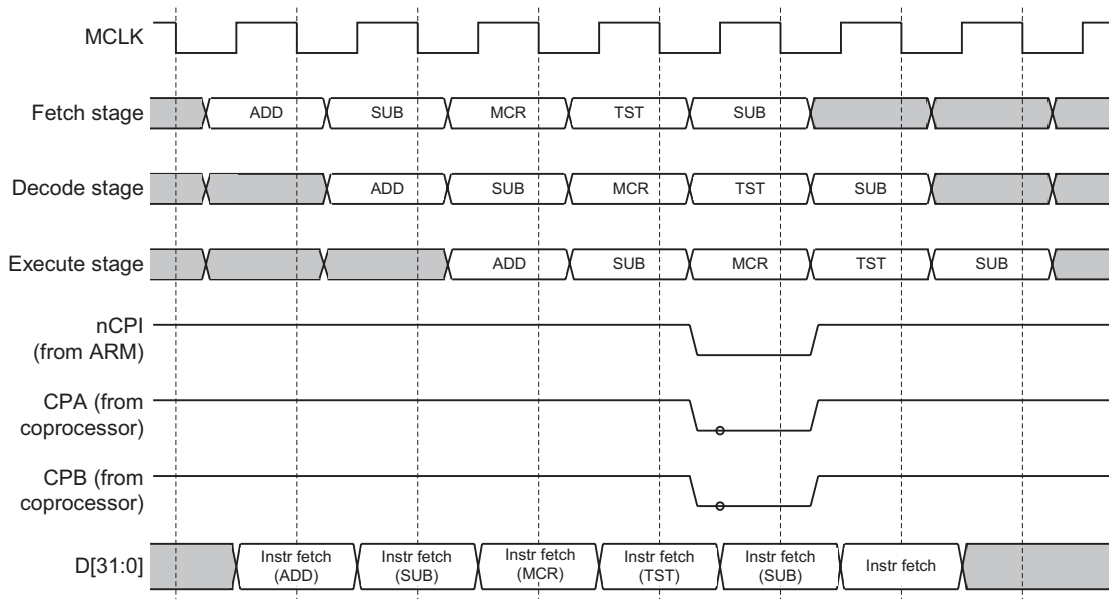 MCLK
Fetch stage ADD SUB MCR TST SUB
Decode stage ADD SUB MCR TST SUB
Execute stage ADD SUB MCR TST SUB
nCPI
(from ARM)
CPA (from
coprocessor)
CPB (from
coprocessor)
D[31:0] Instr fetch Instr fetch Instr fetch Instr fetch Instr fetch Instr fetch
(ADD) (SUB) (MCR) (TST) (SUB)